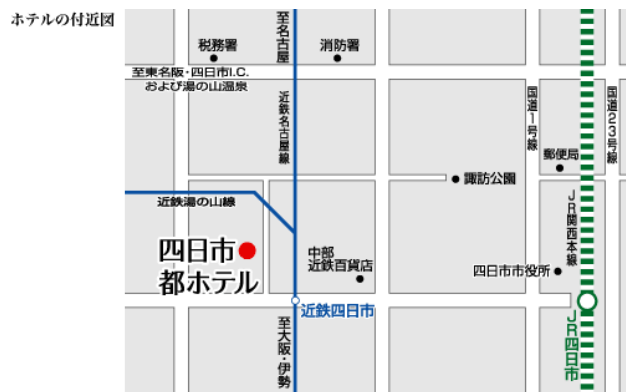 ホテルの付近図
至名古屋
税務署
消防署
至東名阪・四日市I.C.
および湯の山温泉
近鉄名古屋線
国道1号線
国道23号線
郵便局
諏訪公園
近鉄湯の山線
JR関西本線
四日市
都ホテル
中部
近鉄百貨店
四日市市役所
近鉄四日市
至大阪・伊勢
JR四日市